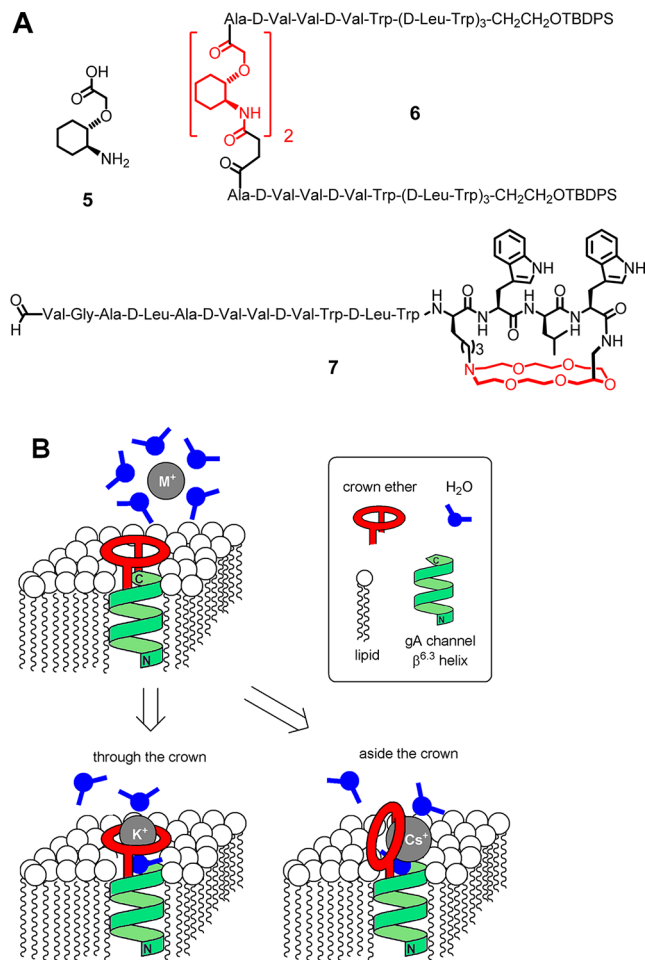 A
Ala-D-Val-Val-D-Val-Trp-(D-Leu-Trp)₃-CH₂CH₂OTBDPS
O
O
OH
O
O
NH₂
5
NH
O
2
6
O
Ala-D-Val-Val-D-Val-Trp-(D-Leu-Trp)₃-CH₂CH₂OTBDPS
NH
NH
O
H
Val-Gly-Ala-D-Leu-Ala-D-Val-Val-D-Val-Trp-D-Leu-Trp
H
N
O
N
H
O
H
N
O
N
H
O
NH
( )₃
N
O
O
O
O
O
7
B
M⁺
C
N
crown ether
H₂O
lipid
C
N
gA channel
β⁶·³ helix
through the crown
aside the crown
K⁺
N
Cs⁺
N